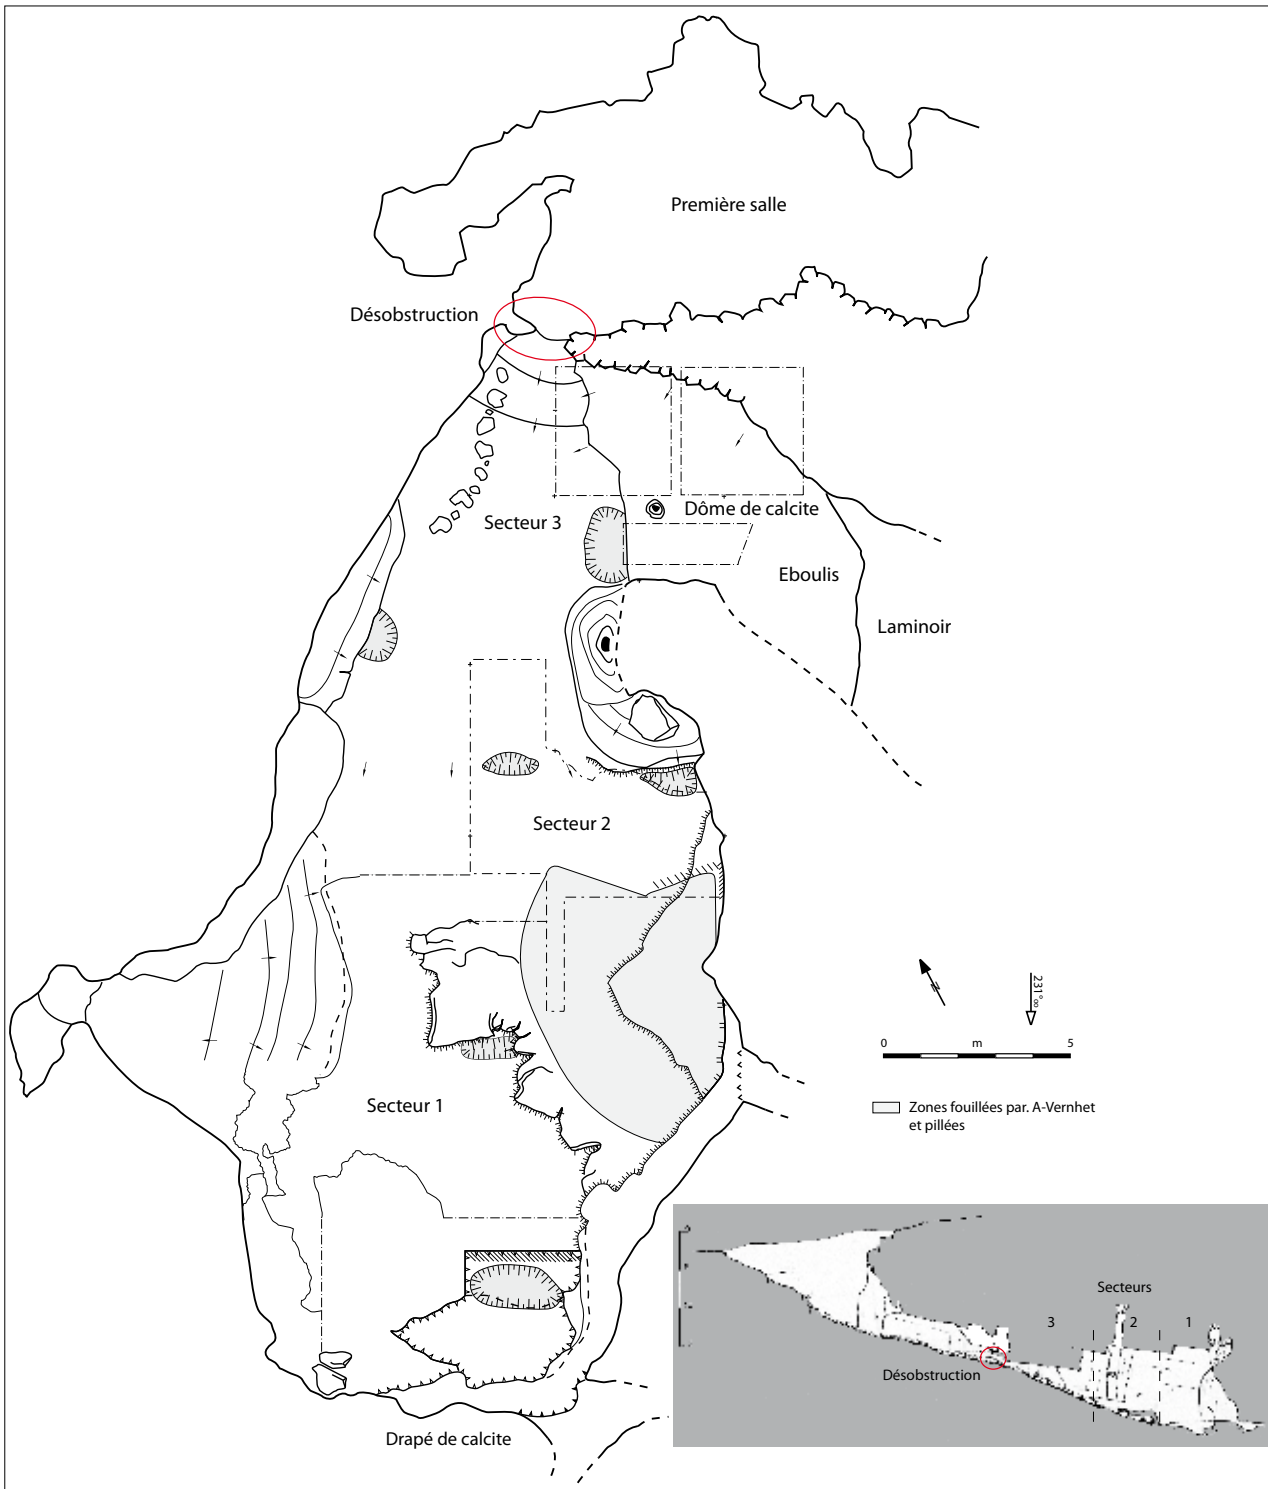 Première salle
Désobstruction
Secteur 3
Dôme de calcite
Eboulis
Laminoir
Secteur 2
N
231°
0 m 5
Secteur 1
Zones fouillées par. A-Vernhet
et pillées
Secteurs
3 2 1
Désobstruction
Drapé de calcite